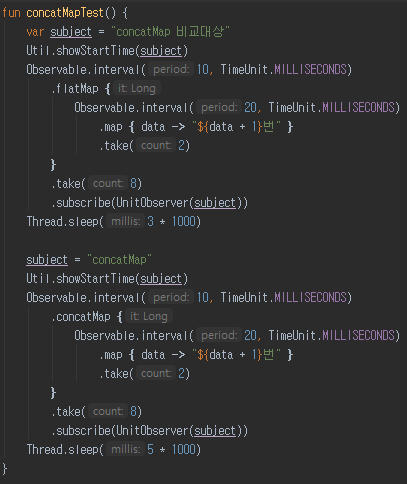 fun concatMapTest() {
var subject = "concatMap 비교대상"
Util.showStartTime(subject)
Observable.interval( period: 10, TimeUnit.MILLISECONDS)
.flatMap { it: Long
Observable.interval( period: 20, TimeUnit.MILLISECONDS)
.map { data -> "${data + 1}번" }
.take( count: 2)
}
.take( count: 8)
.subscribe(UnitObserver(subject))
Thread.sleep( millis: 3 * 1000)
subject = "concatMap"
Util.showStartTime(subject)
Observable.interval( period: 10, TimeUnit.MILLISECONDS)
.concatMap { it: Long
Observable.interval( period: 20, TimeUnit.MILLISECONDS)
.map { data -> "${data + 1}번" }
.take( count: 2)
}
.take( count: 8)
.subscribe(UnitObserver(subject))
Thread.sleep( millis: 5 * 1000)
}